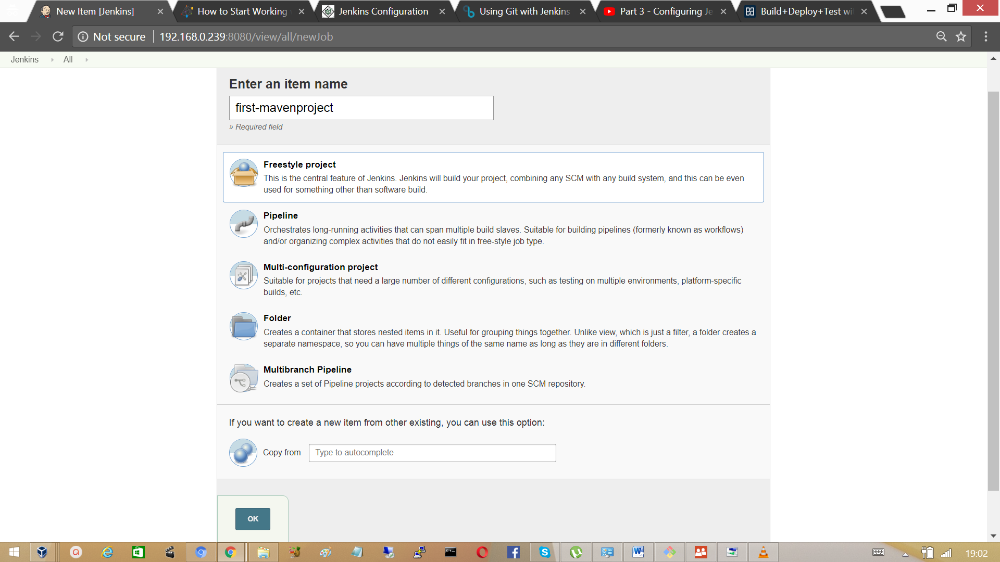 New Item [Jenkins]
How to Start Working
Jenkins Configuration
Using Git with Jenkins
Part 3 - Configuring Je
Build+Deploy+Test wi
Not secure
192.168.0.239:8080/view/all/newJob
Jenkins
All
Enter an item name
first-mavenproject
» Required field
Freestyle project
This is the central feature of Jenkins. Jenkins will build your project, combining any SCM with any build system, and this can be even
used for something other than software build.
Pipeline
Orchestrates long-running activities that can span multiple build slaves. Suitable for building pipelines (formerly known as workflows)
and/or organizing complex activities that do not easily fit in free-style job type.
Multi-configuration project
Suitable for projects that need a large number of different configurations, such as testing on multiple environments, platform-specific
builds, etc.
Folder
Creates a container that stores nested items in it. Useful for grouping things together. Unlike view, which is just a filter, a folder creates a
separate namespace, so you can have multiple things of the same name as long as they are in different folders.
Multibranch Pipeline
Creates a set of Pipeline projects according to detected branches in one SCM repository.
If you want to create a new item from other existing, you can use this option:
Copy from
Type to autocomplete
OK
19:02